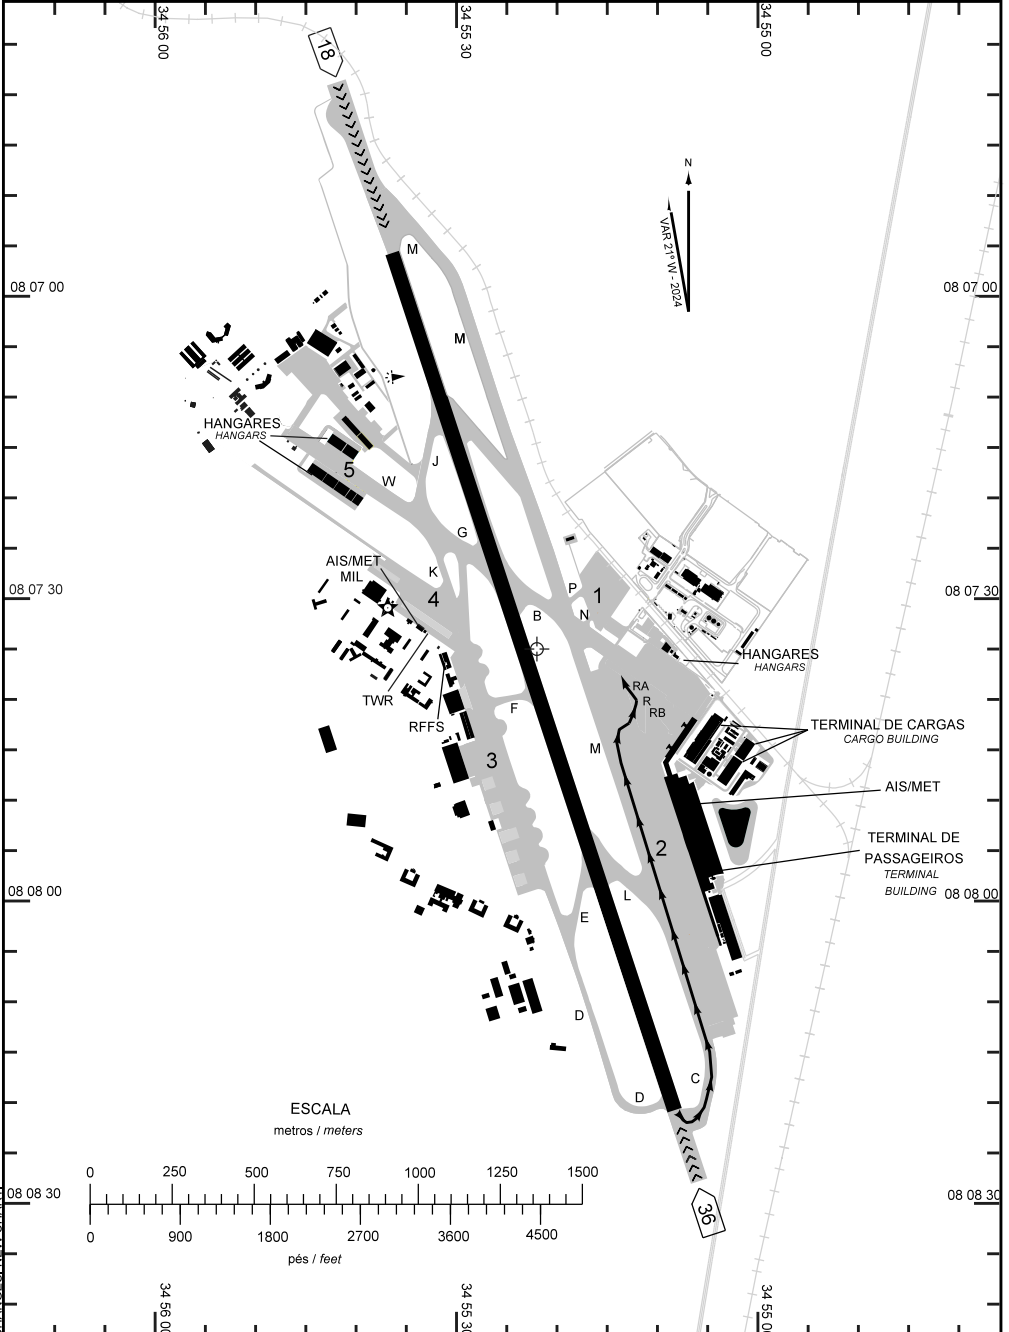 34 56 00
34 55 30
34 55 00
18
N
VAR 21° W - 2024
M
08 07 00
08 07 00
M
HANGARES
HANGARS
J
5
W
G
AIS/MET
MIL
K
4
P
1
08 07 30
08 07 30
B
N
HANGARES
HANGARS
TWR
RA
R
RB
F
RFFS
TERMINAL DE CARGAS
CARGO BUILDING
M
3
AIS/MET
2
TERMINAL DE
PASSAGEIROS
TERMINAL
BUILDING
L
08 08 00
08 08 00
E
D
C
D
ESCALA
metros / meters
0 250 500 750 1000 1250 1500
08 08 30
08 08 30
36
0 900 1800 2700 3600 4500
pés / feet
34 56 00
34 55 30
34 55 00